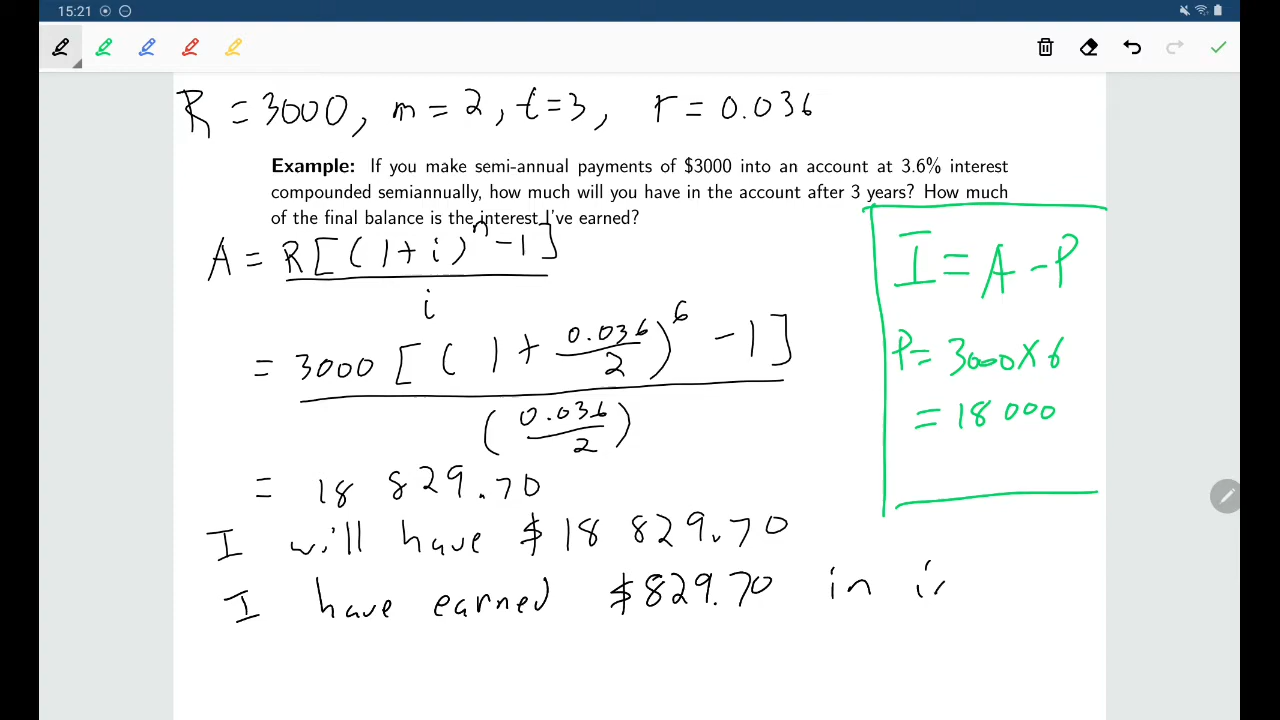 15:21
R = 3000, m = 2, t = 3, r = 0.036
Example: If you make semi-annual payments of $3000 into an account at 3.6% interest
compounded semiannually, how much will you have in the account after 3 years? How much
of the final balance is the interest I've earned?
A = R[(1+i)^n -1]
i
= 3000 [(1 + 0.036/2)^6 - 1]
(0.036/2)
= 18 829.70
I will have $18 829.70
I have earned $829.70 in
I = A - P
P = 3000 × 6
= 18 000